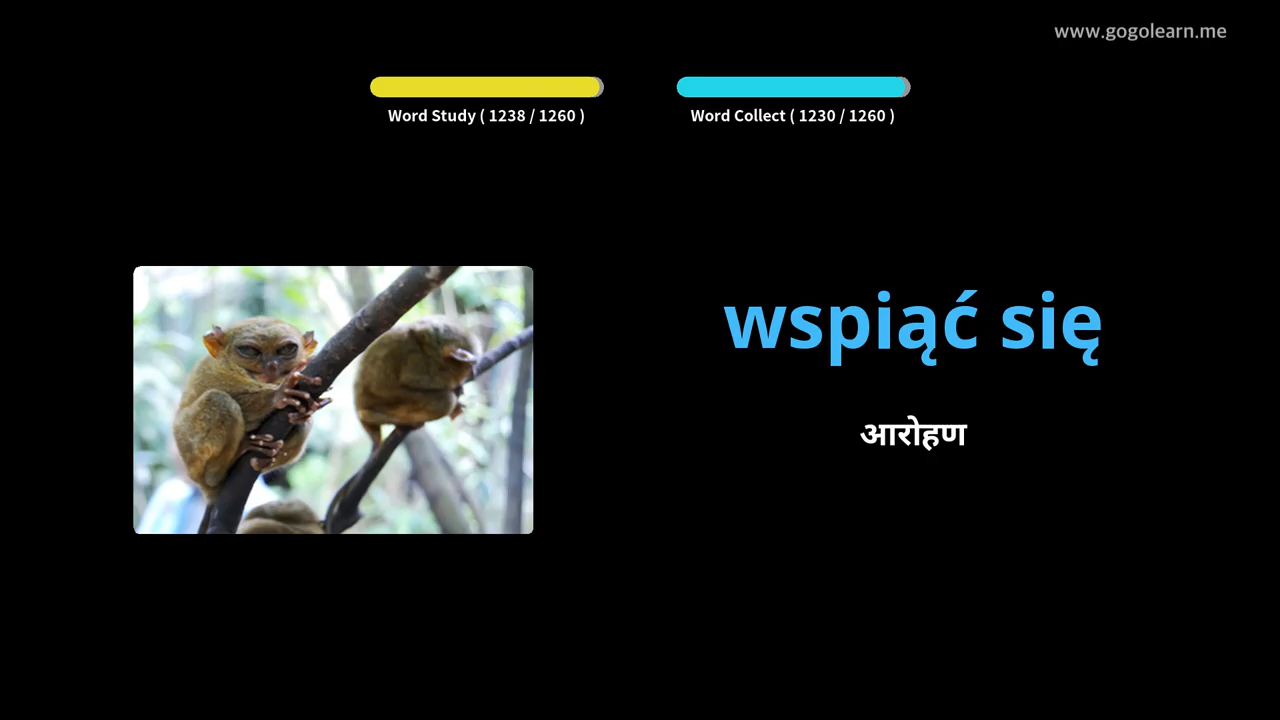 www.gogolearn.me
Word Study ( 1238 / 1260 )
Word Collect ( 1230 / 1260 )
wspiąć się
आरोहण